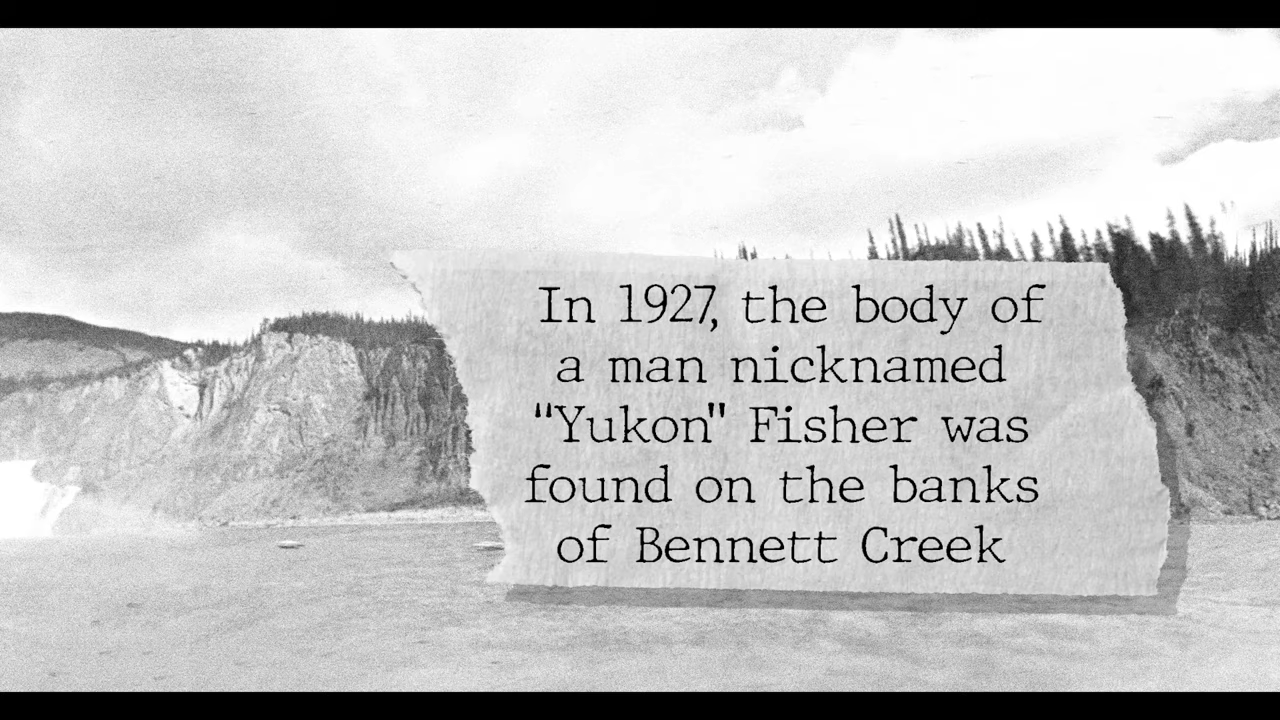 In 1927, the body of
a man nicknamed
"Yukon" Fisher was
found on the banks
of Bennett Creek